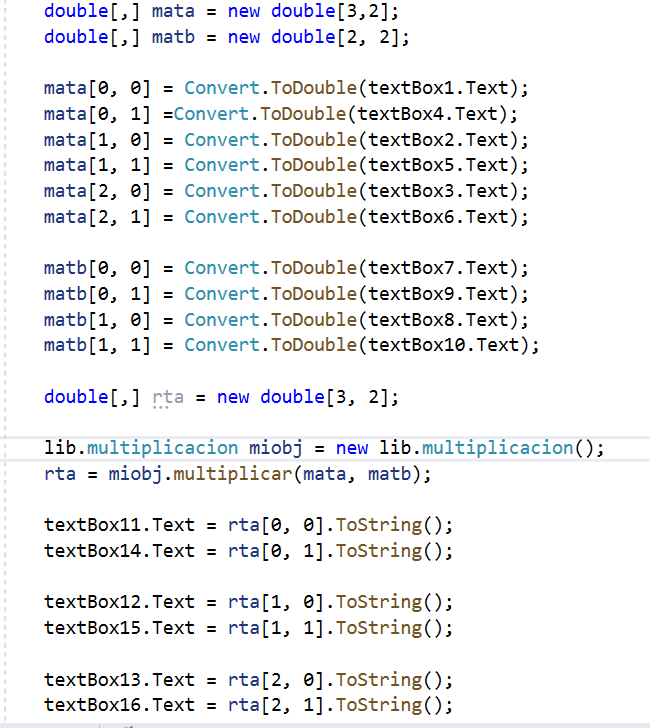 double[,] mata = new double[3,2];
double[,] matb = new double[2, 2];
mata[0, 0] = Convert.ToDouble(textBox1.Text);
mata[0, 1] =Convert.ToDouble(textBox4.Text);
mata[1, 0] = Convert.ToDouble(textBox2.Text);
mata[1, 1] = Convert.ToDouble(textBox5.Text);
mata[2, 0] = Convert.ToDouble(textBox3.Text);
mata[2, 1] = Convert.ToDouble(textBox6.Text);
matb[0, 0] = Convert.ToDouble(textBox7.Text);
matb[0, 1] = Convert.ToDouble(textBox9.Text);
matb[1, 0] = Convert.ToDouble(textBox8.Text);
matb[1, 1] = Convert.ToDouble(textBox10.Text);
double[,] rta = new double[3, 2];
lib.multiplicacion miobj = new lib.multiplicacion();
rta = miobj.multiplicar(mata, matb);
textBox11.Text = rta[0, 0].ToString();
textBox14.Text = rta[0, 1].ToString();
textBox12.Text = rta[1, 0].ToString();
textBox15.Text = rta[1, 1].ToString();
textBox13.Text = rta[2, 0].ToString();
textBox16.Text = rta[2, 1].ToString();